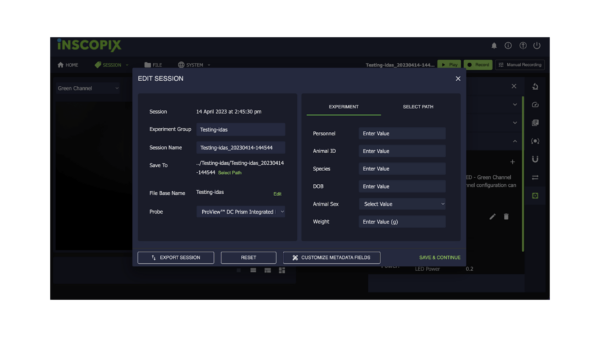 iNSCOPIX
HOME
SESSION
FILE
SYSTEM
Testing-idas_20230414-144...
Play
Record
Manual Recording
Green Channel
EDIT SESSION
Session
14 April 2023 at 2:45:30 pm
Experiment Group
Testing-idas
Session Name
Testing-idas_20230414-144544
Save To
../Testing-idas/Testing-idas_20230414
-144544 Select Path
File Base Name
Testing-idas
Edit
Probe
ProView™ DC Prism Integrated
EXPERIMENT
SELECT PATH
Personnel
Enter Value
Animal ID
Enter Value
Species
Enter Value
DOB
Enter Value
Animal Sex
Select Value
Weight
Enter Value (g)
EXPORT SESSION
RESET
CUSTOMIZE METADATA FIELDS
SAVE & CONTINUE
- Green Channel
configuration can
LED Power
0.2